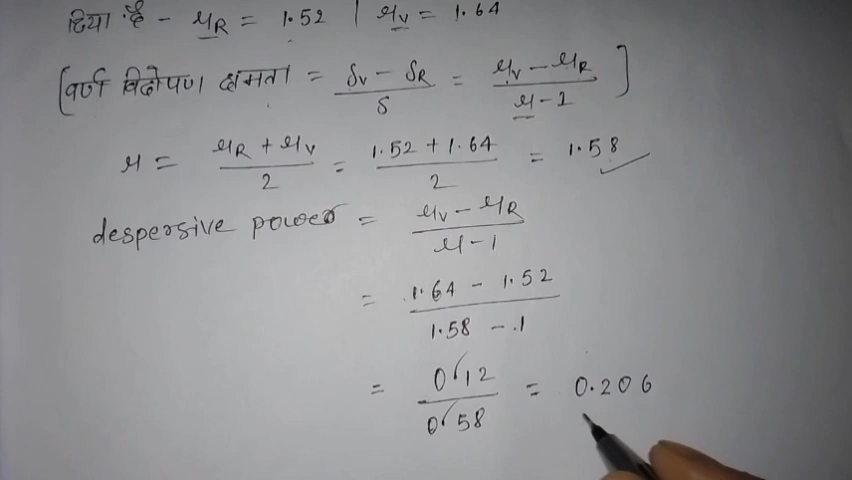 दिया है - μR = 1.52 | μv = 1.64
[वर्ण विक्षेपण क्षमता = δv - δR / δ = μv - μR / μ - 1]
μ = μR + μv / 2 = 1.52 + 1.64 / 2 = 1.58 ✓
despersive power = μv - μR / μ - 1
= 1.64 - 1.52 / 1.58 - 1
= 0.12 / 0.58 = 0.206